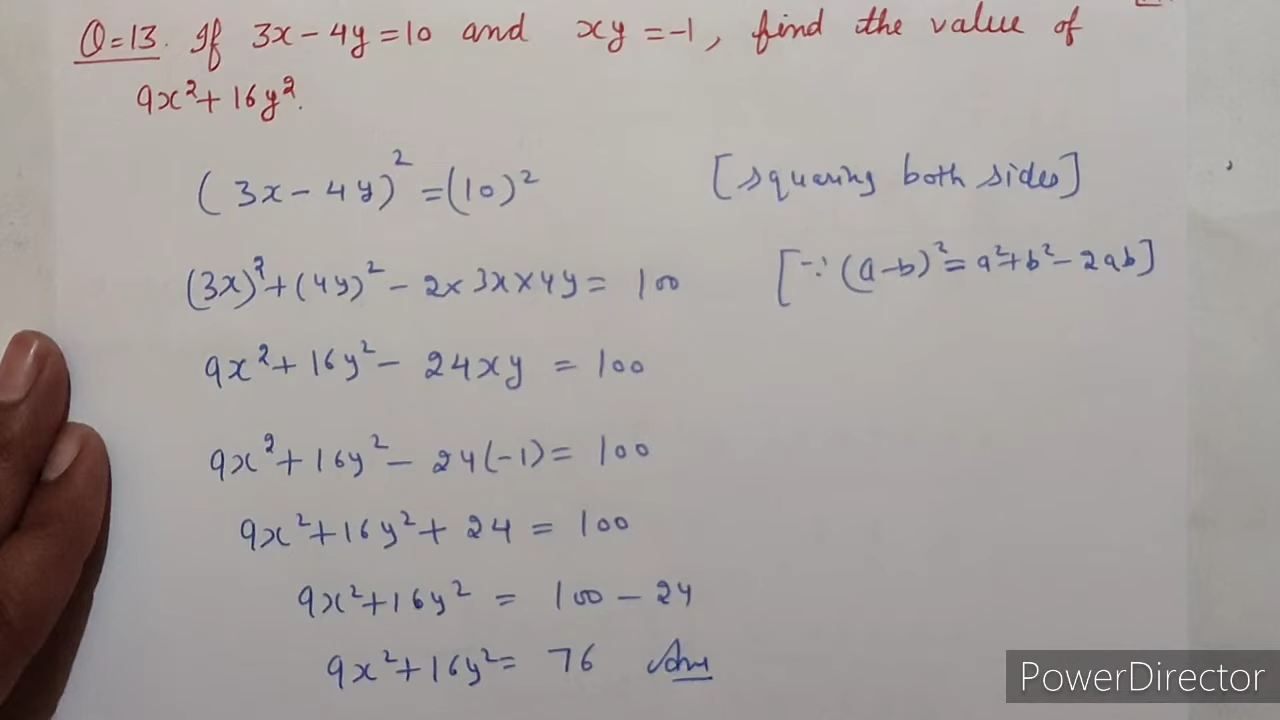 Q=13. If 3x - 4y = 10 and xy = -1, find the value of
9x² + 16y².
(3x - 4y)² = (10)² [squaring both sides]
(3x)² + (4y)² - 2 × 3x × 4y = 100 [∵ (a-b)² = a² + b² - 2ab]
9x² + 16y² - 24xy = 100
9x² + 16y² - 24(-1) = 100
9x² + 16y² + 24 = 100
9x² + 16y² = 100 - 24
9x² + 16y² = 76 Ans
PowerDirector